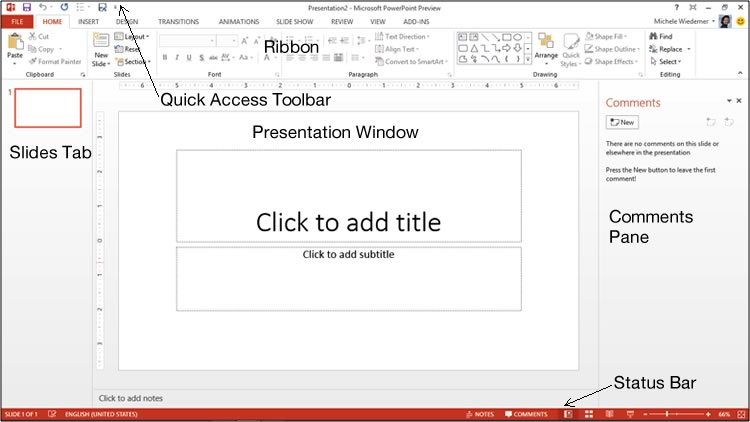 Presentation2 - Microsoft PowerPoint Preview
FILE HOME INSERT DESIGN TRANSITIONS ANIMATIONS SLIDE SHOW REVIEW VIEW ADD-INS Michele Wiedemer
Paste
Cut
Copy
Format Painter
Clipboard
New Slide
Layout
Reset
Section
Slides
Ribbon
Font
Text Direction
Align Text
Convert to SmartArt
Paragraph
Arrange
Quick Styles
Shape Fill
Shape Outline
Shape Effects
Drawing
Find
Replace
Select
Editing
Quick Access Toolbar
1
Slides Tab
Presentation Window
Click to add title
Click to add subtitle
Comments
New
There are no comments on this slide or
elsewhere in the presentation
Press the New button to leave the first
comment!
Comments
Pane
Status Bar
Click to add notes
SLIDE 1 OF 1 ENGLISH (UNITED STATES) NOTES COMMENTS 66%